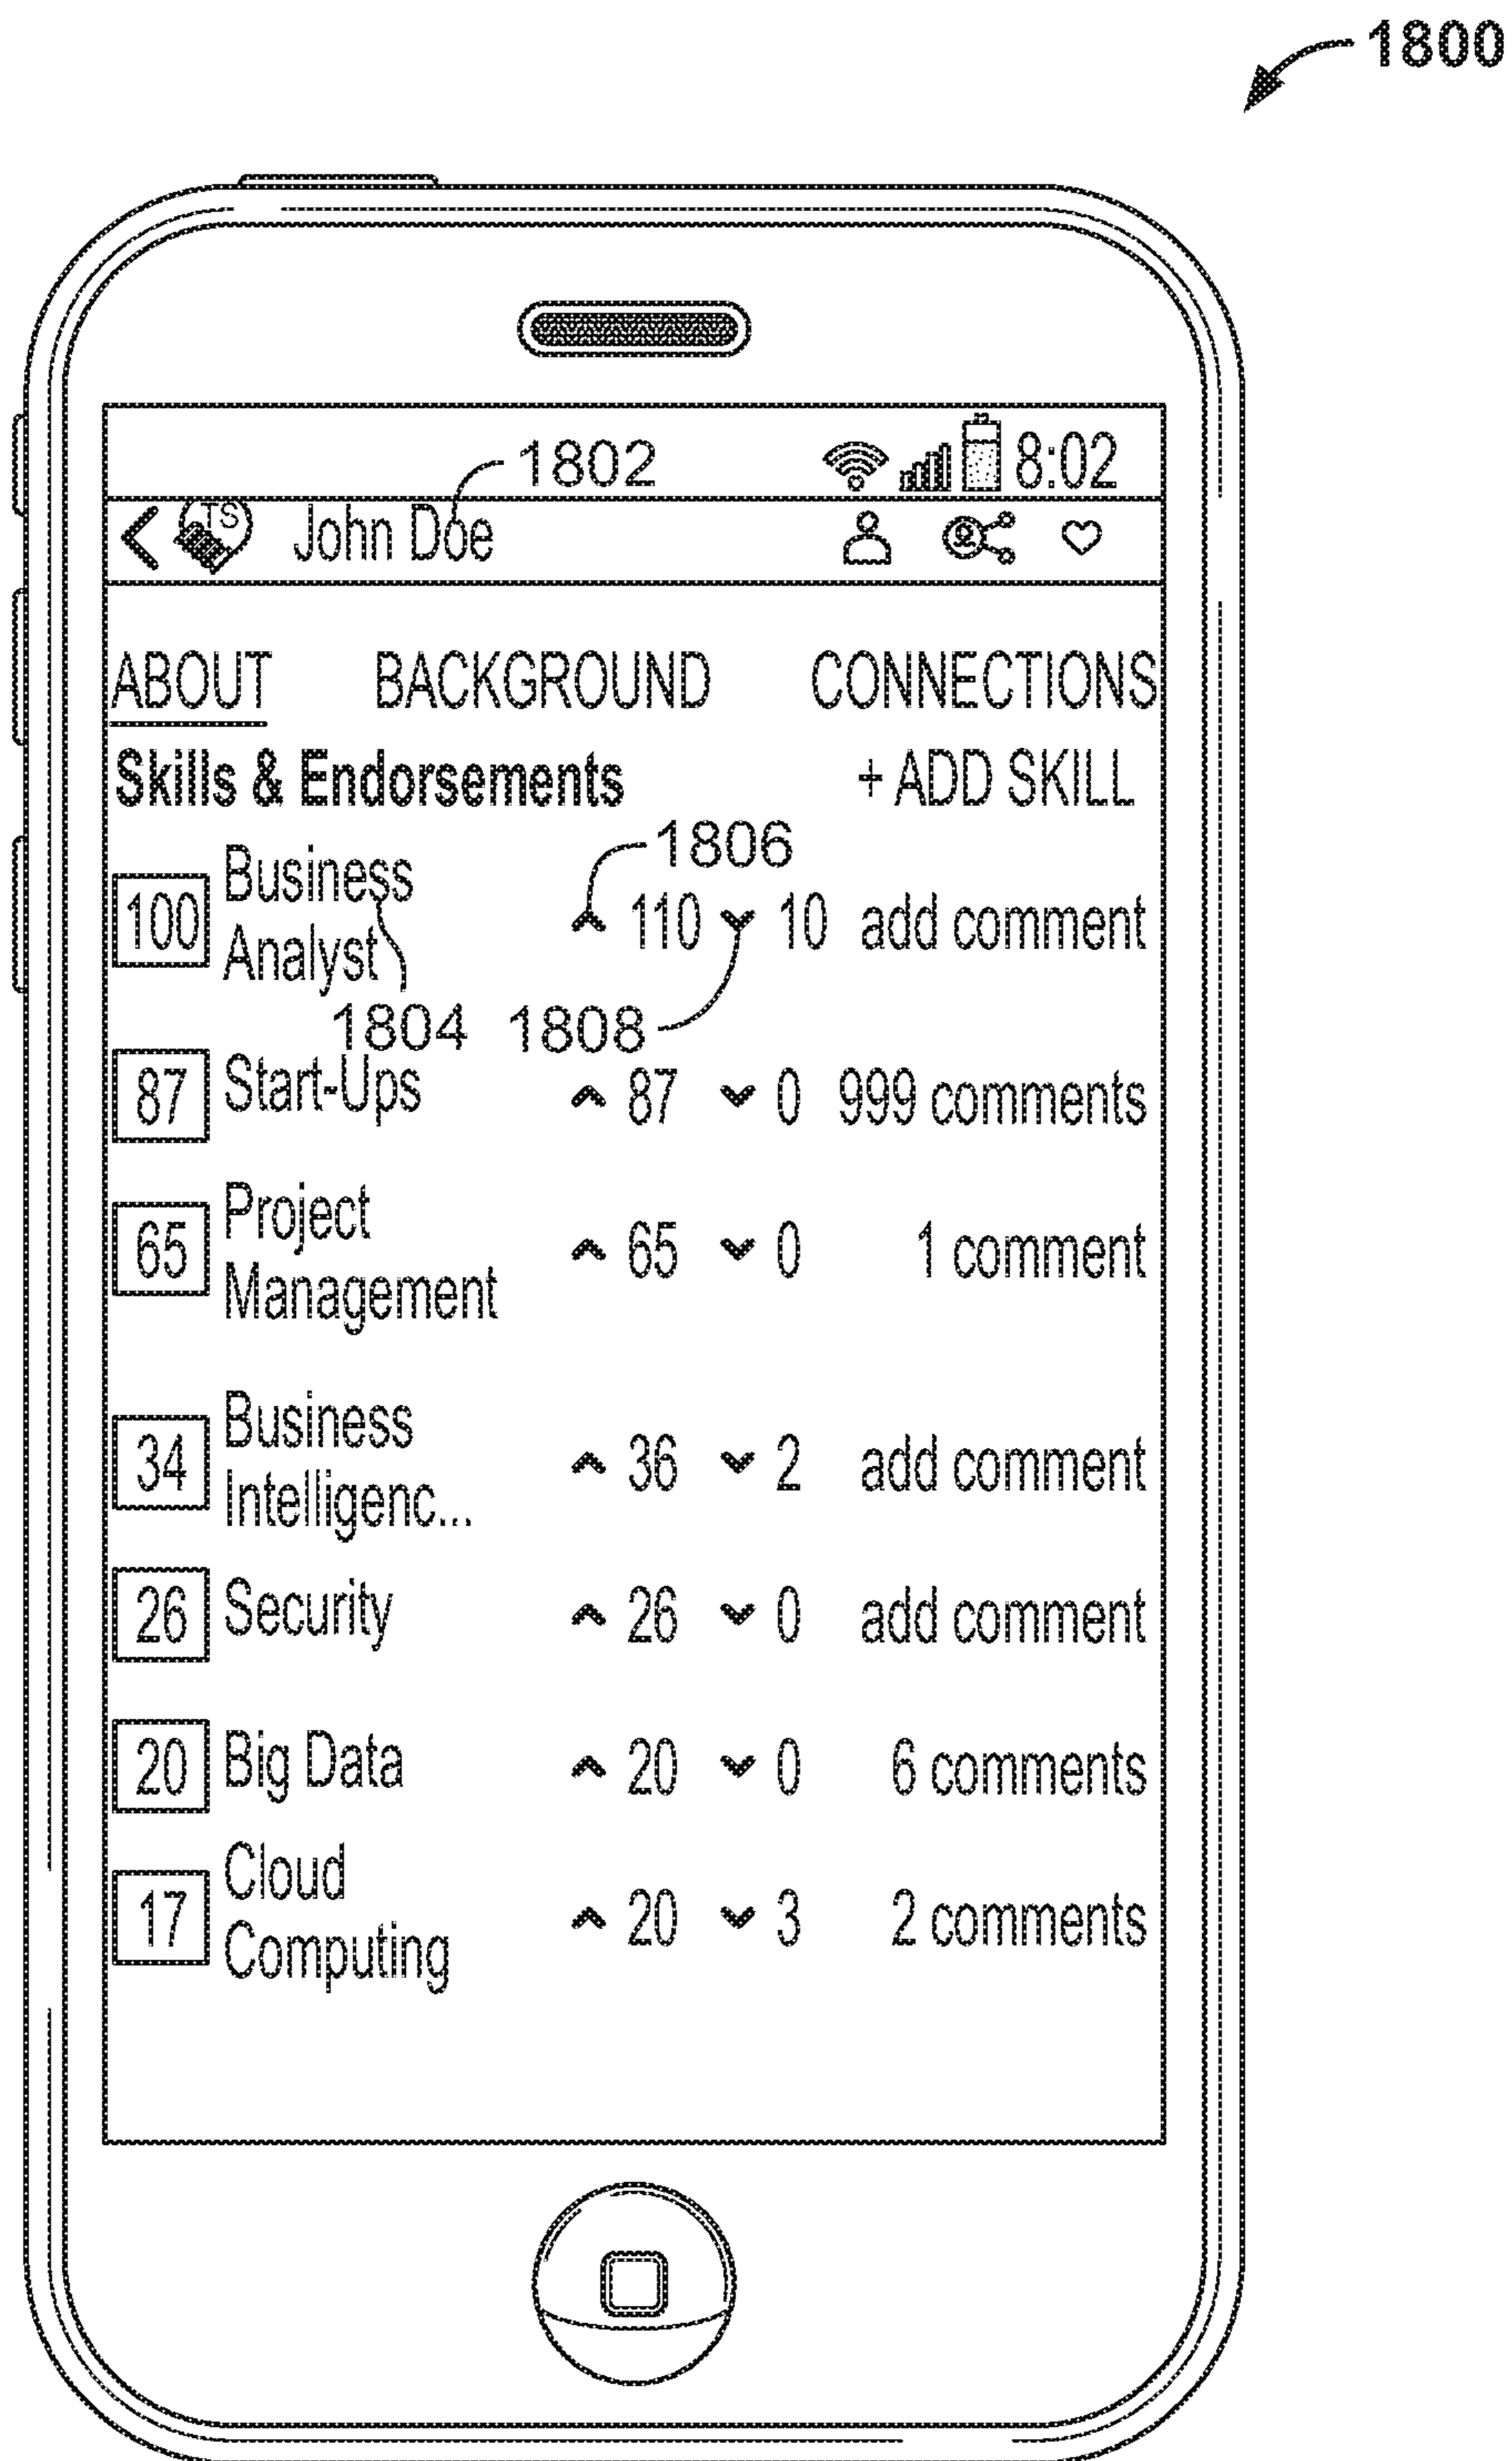 1800
1802
8:02
TS
John Doe
ABOUT BACKGROUND CONNECTIONS
Skills & Endorsements + ADD SKILL
1806
100 Business Analyst 110 10 add comment
1804 1808
87 Start-Ups 87 0 999 comments
65 Project Management 65 0 1 comment
34 Business Intelligenc... 36 2 add comment
26 Security 26 0 add comment
20 Big Data 20 0 6 comments
17 Cloud Computing 20 3 2 comments